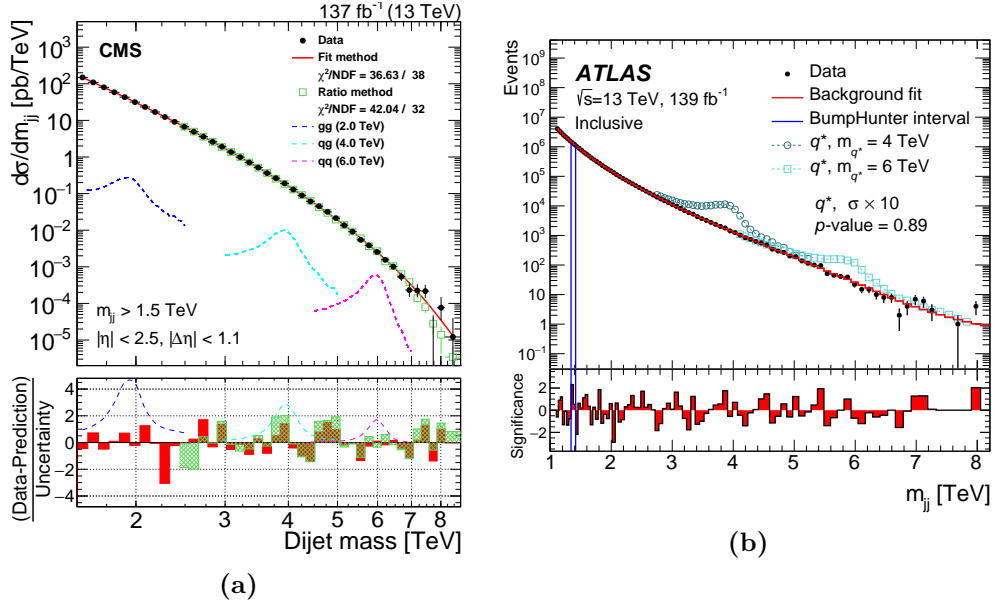 137 fb⁻¹ (13 TeV)
CMS
Data
Fit method
χ²/NDF = 36.63 / 38
Ratio method
χ²/NDF = 42.04 / 32
gg (2.0 TeV)
qg (4.0 TeV)
qq (6.0 TeV)
dσ/dm_jj [pb/TeV]
10³
10²
10
1
10⁻¹
10⁻²
10⁻³
10⁻⁴
10⁻⁵
m_jj > 1.5 TeV
|η| < 2.5, |Δη| < 1.1
(Data-Prediction)
Uncertainty
4
2
0
−2
−4
2 3 4 5 6 7 8
Dijet mass [TeV]
(a)
Events
10⁹
10⁸
10⁷
10⁶
10⁵
10⁴
10³
10²
10
1
10⁻¹
ATLAS
√s=13 TeV, 139 fb⁻¹
Inclusive
Data
Background fit
BumpHunter interval
q*, m_q* = 4 TeV
q*, m_q* = 6 TeV
q*, σ × 10
p-value = 0.89
Significance
2
0
−2
1 2 3 4 5 6 7 8
m_jj [TeV]
(b)